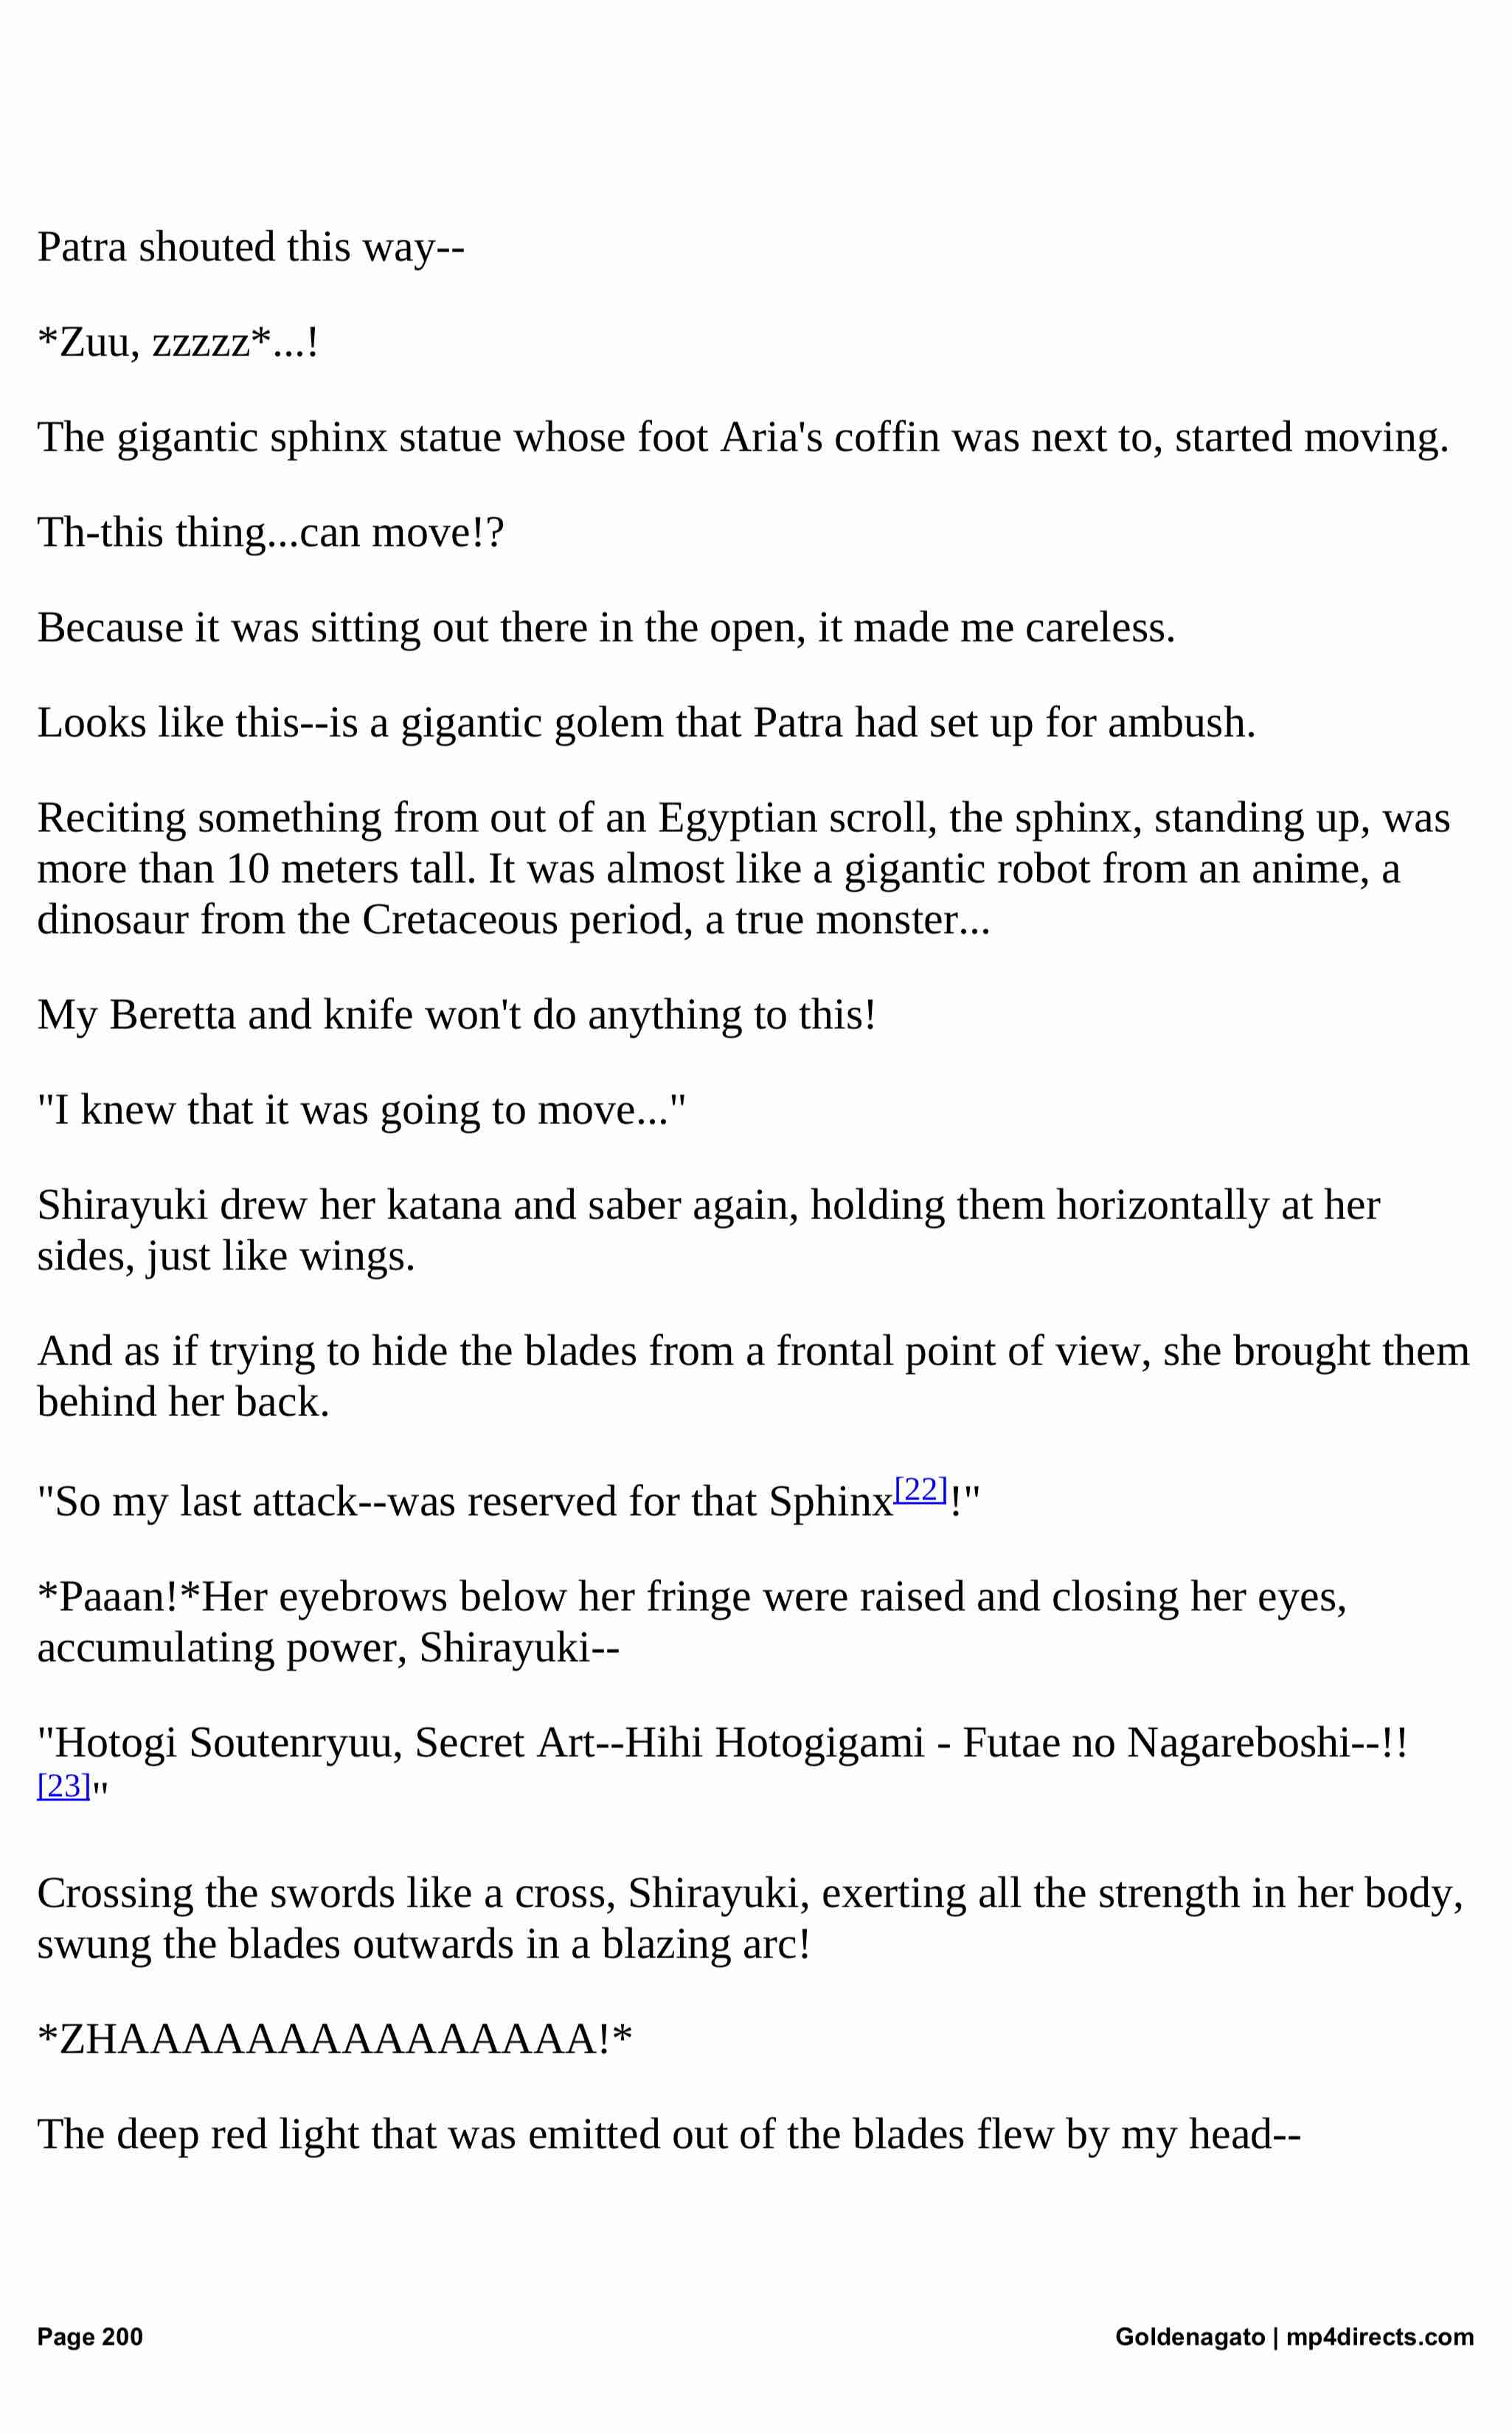 Patra shouted this way--
*Zuu, zzzzz*...!
The gigantic sphinx statue whose foot Aria's coffin was next to, started moving.
Th-this thing...can move!?
Because it was sitting out there in the open, it made me careless.
Looks like this--is a gigantic golem that Patra had set up for ambush.
Reciting something from out of an Egyptian scroll, the sphinx, standing up, was
more than 10 meters tall. It was almost like a gigantic robot from an anime, a
dinosaur from the Cretaceous period, a true monster...
My Beretta and knife won't do anything to this!
"I knew that it was going to move..."
Shirayuki drew her katana and saber again, holding them horizontally at her
sides, just like wings.
And as if trying to hide the blades from a frontal point of view, she brought them
behind her back.
"So my last attack--was reserved for that Sphinx[22]!"
*Paaan!*Her eyebrows below her fringe were raised and closing her eyes,
accumulating power, Shirayuki--
"Hotogi Soutenryuu, Secret Art--Hihi Hotogigami - Futae no Nagareboshi--!!
[23]"
Crossing the swords like a cross, Shirayuki, exerting all the strength in her body,
swung the blades outwards in a blazing arc!
*ZHAAAAAAAAAAAAAAA!*
The deep red light that was emitted out of the blades flew by my head--
Page 200
Goldenagato | mp4directs.com